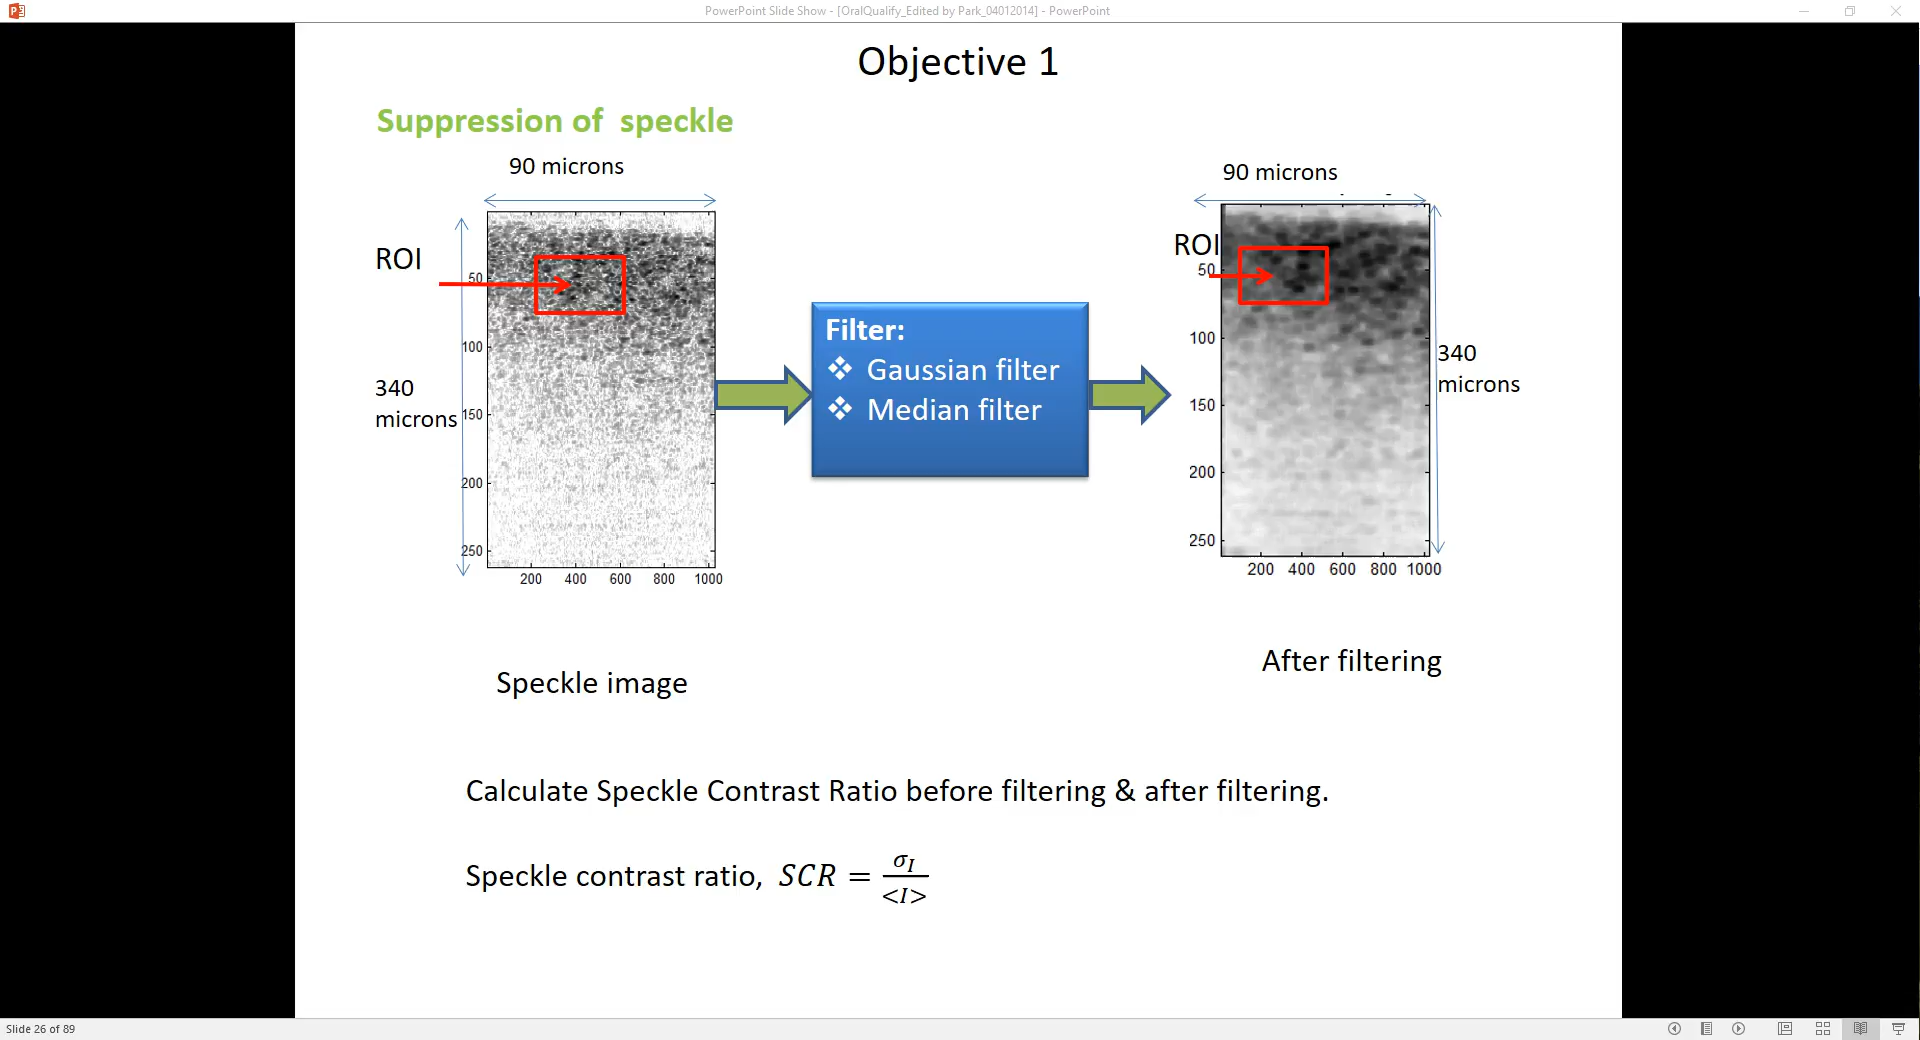 PowerPoint Slide Show - [OralQualify_Edited by Park_04012014] - PowerPoint
Objective 1
Suppression of speckle
90 microns
90 microns
ROI
ROI
50
100
150
200
250
200 400 600 800 1000
340
microns
Filter:
❖ Gaussian filter
❖ Median filter
50
100
150
200
250
200 400 600 800 1000
340
microns
Speckle image
After filtering
Calculate Speckle Contrast Ratio before filtering & after filtering.
Speckle contrast ratio, SCR = σI / <I>
Slide 26 of 89